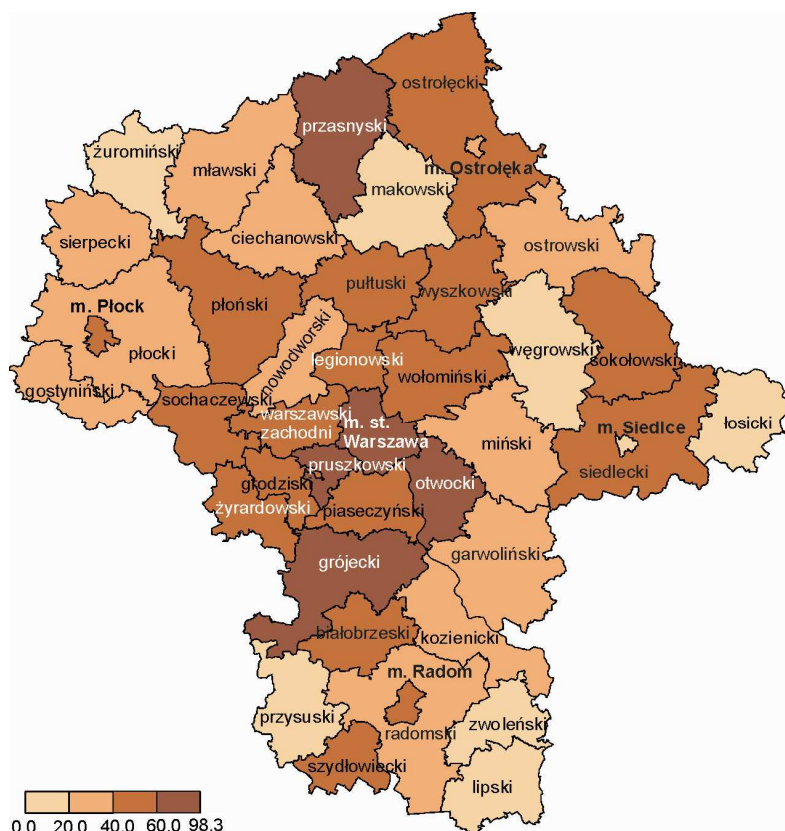 ostrołęcki
przasnyski
żuromiński
mławski
m. Ostrołęka
makowski
sierpecki
ciechanowski
ostrowski
płoński
pułtuski
wyszkowski
m. Płock
płocki
nowodworski
legionowski
węgrowski
sokołowski
gostyniński
wołomiński
sochaczewski
warszawski
zachodni
m. st.
Warszawa
miński
m. Siedlce
łosicki
siedlecki
pruszkowski
otwocki
grodziski
żyrardowski
piaseczyński
grójecki
garwoliński
białobrzeski
kozienicki
m. Radom
przysuski
radomski
zwoleński
szydłowiecki
lipski
0.0 20.0 40.0 60.0 98.3